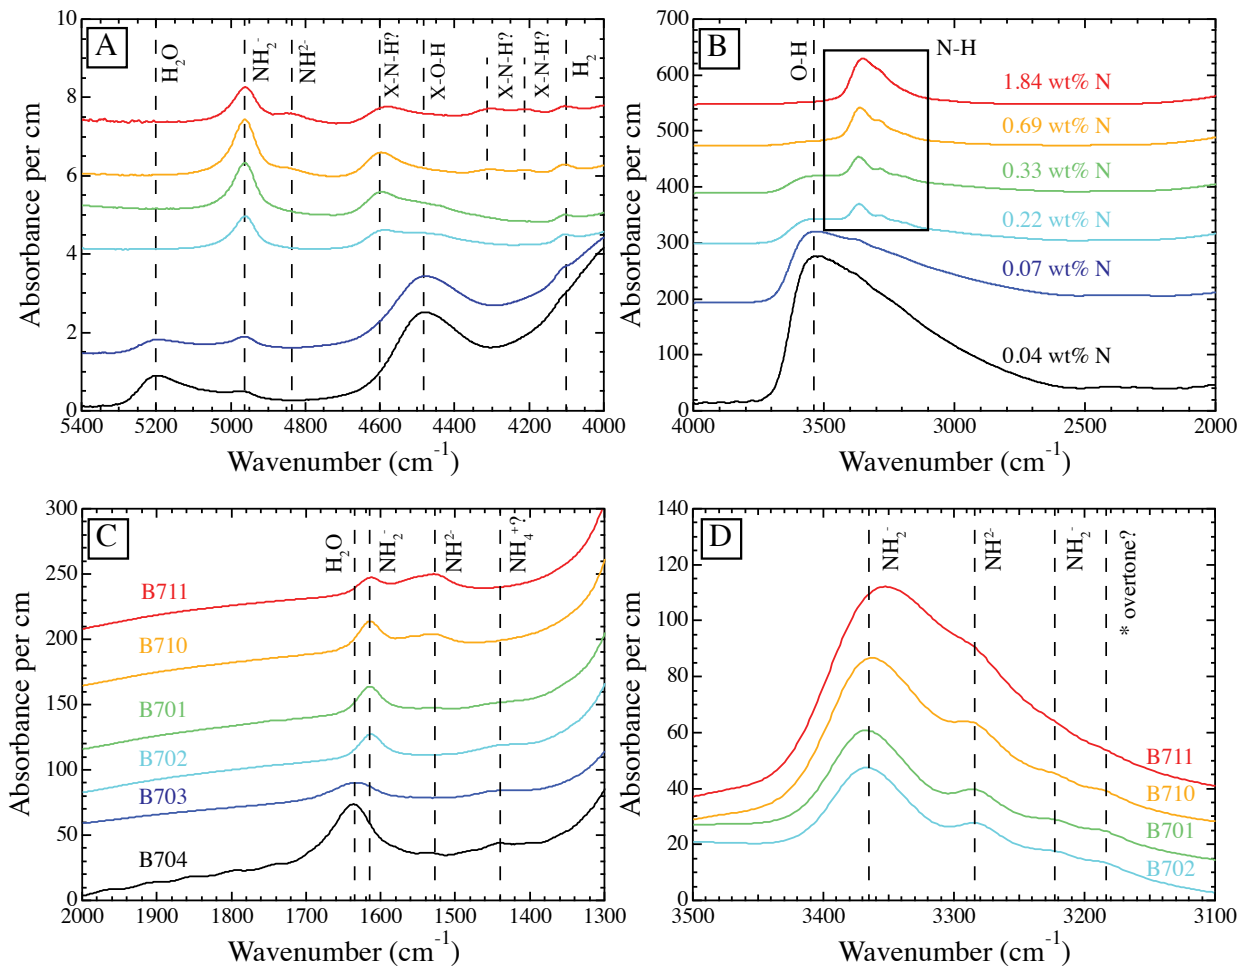 A
H₂O
NH₂⁻
NH²⁻
X-N-H?
X-O-H
X-N-H?
X-N-H?
H₂
Absorbance per cm
10
8
6
4
2
0
5400 5200 5000 4800 4600 4400 4200 4000
Wavenumber (cm⁻¹)
B
O-H
N-H
1.84 wt% N
0.69 wt% N
0.33 wt% N
0.22 wt% N
0.07 wt% N
0.04 wt% N
Absorbance per cm
700
600
500
400
300
200
100
0
4000 3500 3000 2500 2000
Wavenumber (cm⁻¹)
C
H₂O
NH₂⁻
NH²⁻
NH₄⁺?
B711
B710
B701
B702
B703
B704
Absorbance per cm
300
250
200
150
100
50
0
2000 1900 1800 1700 1600 1500 1400 1300
Wavenumber (cm⁻¹)
D
NH₂⁻
NH²⁻
NH₂⁻
* overtone?
B711
B710
B701
B702
Absorbance per cm
140
120
100
80
60
40
20
0
3500 3400 3300 3200 3100
Wavenumber (cm⁻¹)